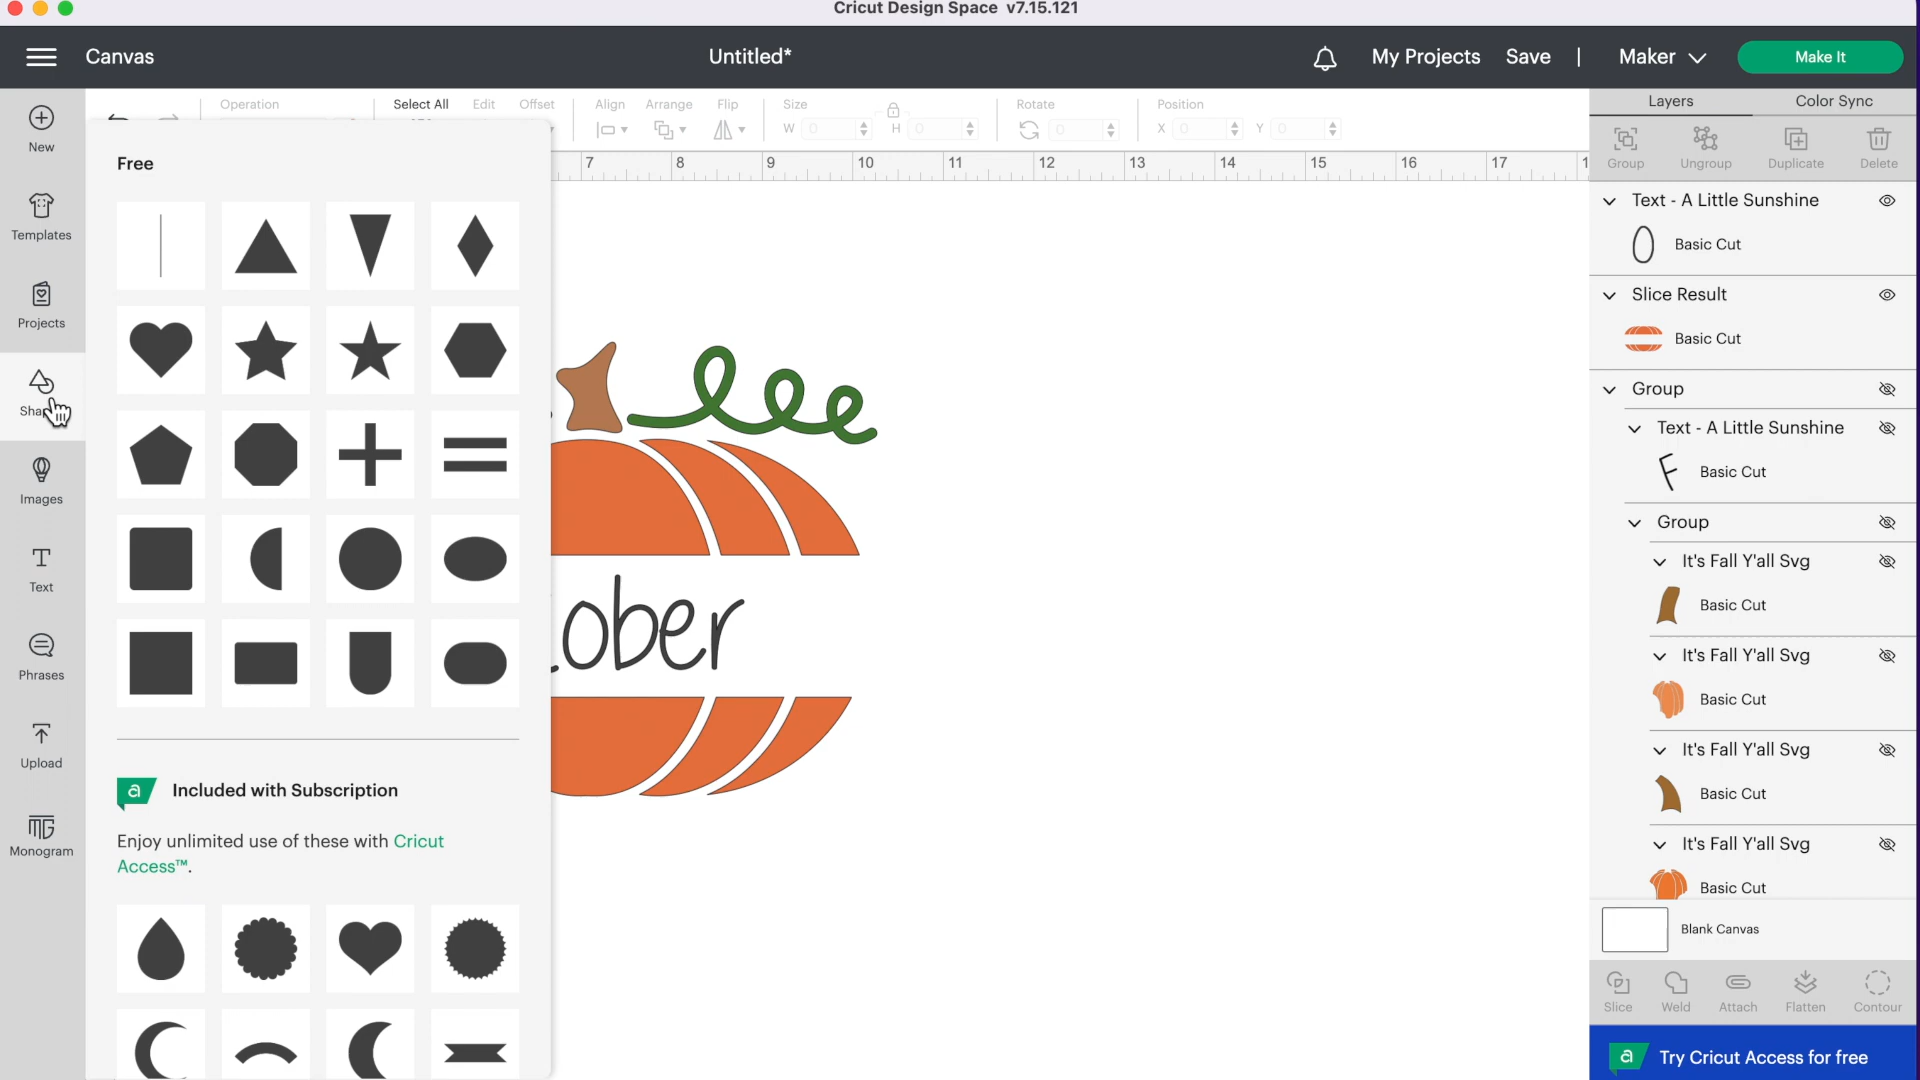 Cricut Design Space v7.15.121
Canvas
Untitled*
My Projects
Save
|
Maker
Make It
New
Templates
Projects
Images
Text
Phrases
Upload
Monogram
Operation
Select All
Edit
Offset
Align
Arrange
Flip
Size
W 0
H 0
Rotate
0
Position
X 0
Y 0
7 8 9 10 11 12 13 14 15 16 17
Free
Included with Subscription
Enjoy unlimited use of these with Cricut
Access™.
ober
Layers
Color Sync
Group
Ungroup
Duplicate
Delete
Text - A Little Sunshine
Basic Cut
Slice Result
Basic Cut
Group
Text - A Little Sunshine
Basic Cut
Group
It's Fall Y'all Svg
Basic Cut
It's Fall Y'all Svg
Basic Cut
It's Fall Y'all Svg
Basic Cut
It's Fall Y'all Svg
Basic Cut
Blank Canvas
Slice
Weld
Attach
Flatten
Contour
a Try Cricut Access for free